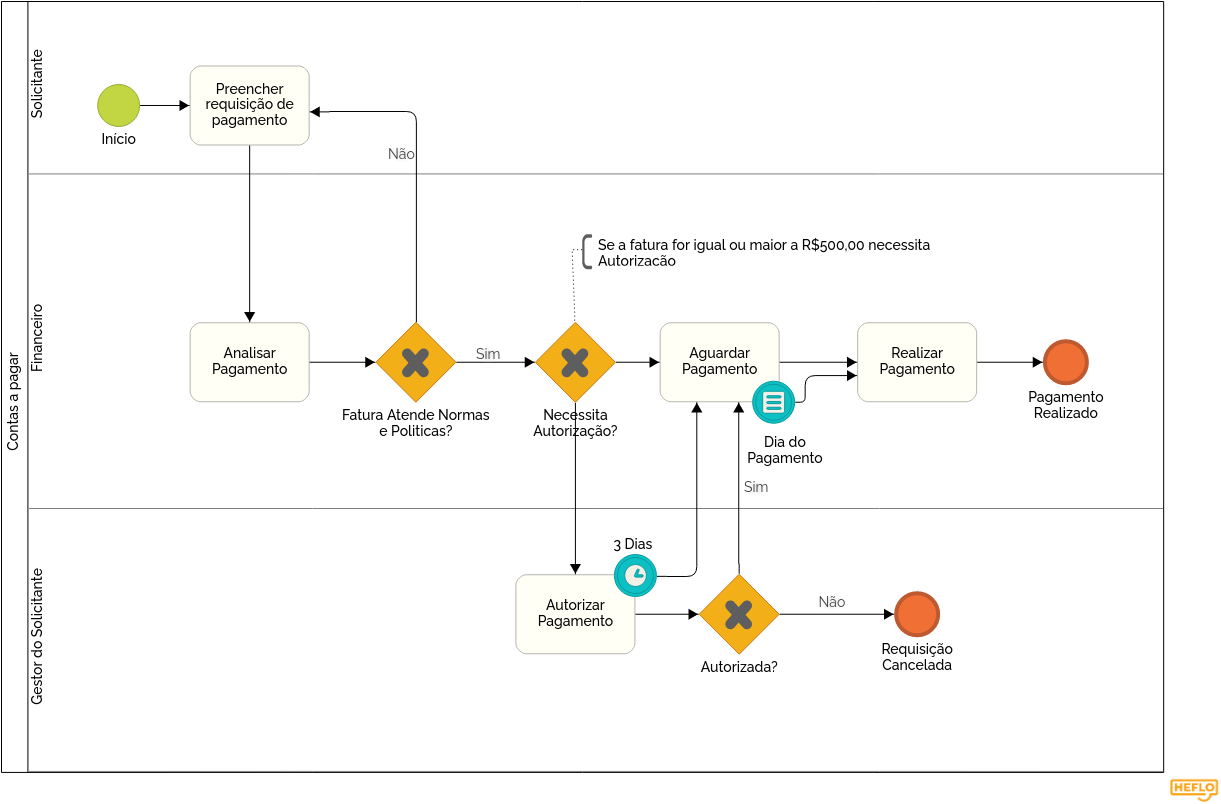 Contas a pagar
Solicitante
Início
Preencher
requisição de
pagamento
Não
Financeiro
Se a fatura for igual ou maior a R$500,00 necessita
Autorizacão
Analisar
Pagamento
Fatura Atende Normas
e Politicas?
Sim
Necessita
Autorização?
Aguardar
Pagamento
Dia do
Pagamento
Realizar
Pagamento
Pagamento
Realizado
Sim
Gestor do Solicitante
3 Dias
Autorizar
Pagamento
Autorizada?
Não
Requisição
Cancelada
HEFLO